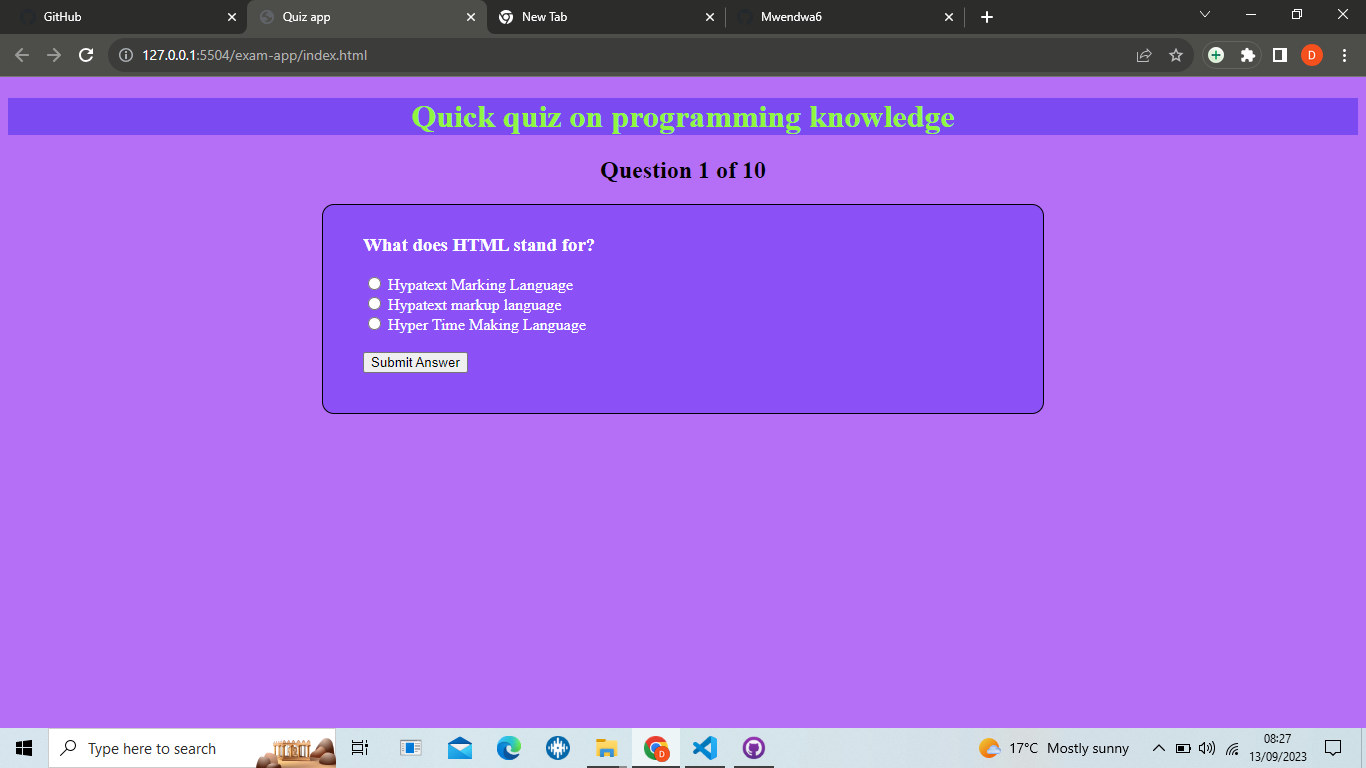 GitHub
Quiz app
New Tab
Mwendwa6
127.0.0.1:5504/exam-app/index.html
D
Quick quiz on programming knowledge
Question 1 of 10
What does HTML stand for?
Hypatext Marking Language
Hypatext markup language
Hyper Time Making Language
Submit Answer
Type here to search
D
17°C Mostly sunny
08:27
13/09/2023